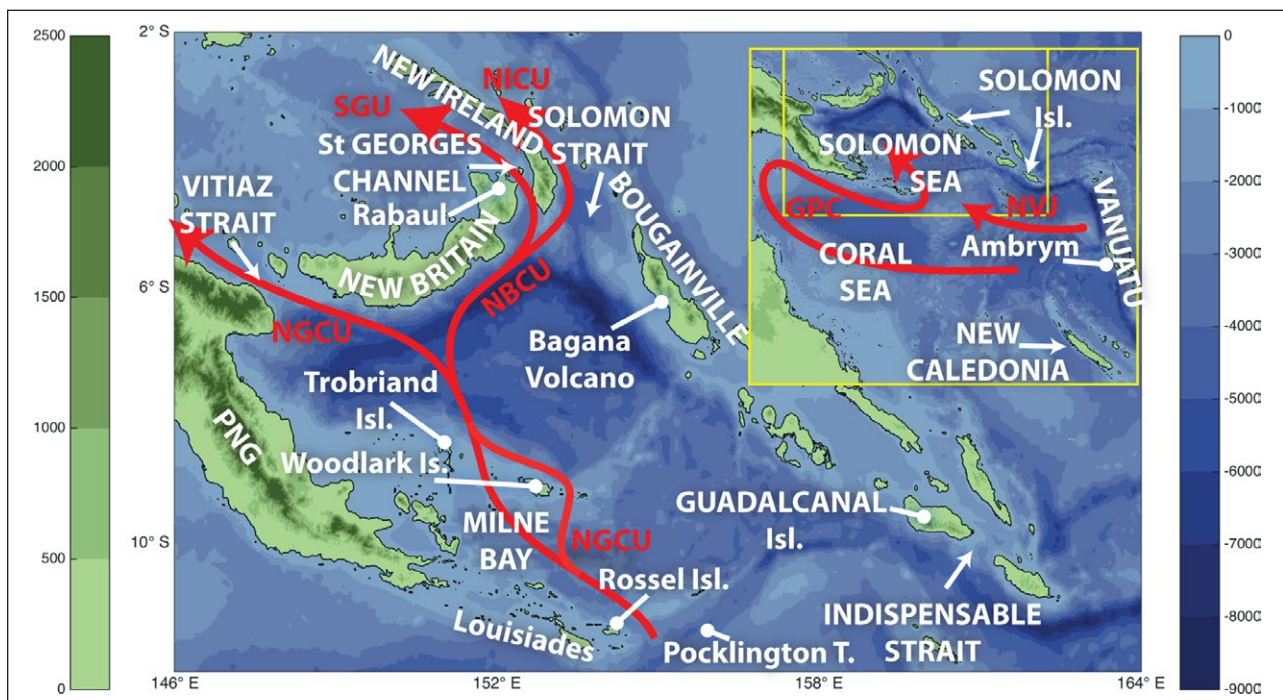 2500
2000
1500
1000
500
0
2° S
6° S
10° S
146° E
152° E
158° E
164° E
NEW IRELAND
NICU
SGU
SOLOMON
STRAIT
St GEORGES
CHANNEL
Rabaul
VITIAZ
STRAIT
BOUGAINVILLE
NEW BRITAIN
NBCU
NGCU
Bagana
Volcano
Trobriand
Isl.
PNG
Woodlark Is.
MILNE
BAY
NGCU
GUADALCANAL
Isl.
Rossel Isl.
Louisiades
Pocklington T.
INDISPENSABLE
STRAIT
SOLOMON
Isl.
SOLOMON
SEA
GPC
NVJ
VANUATU
Ambrym
CORAL
SEA
NEW
CALEDONIA
0
-1000
-2000
-3000
-4000
-5000
-6000
-7000
-8000
-9000